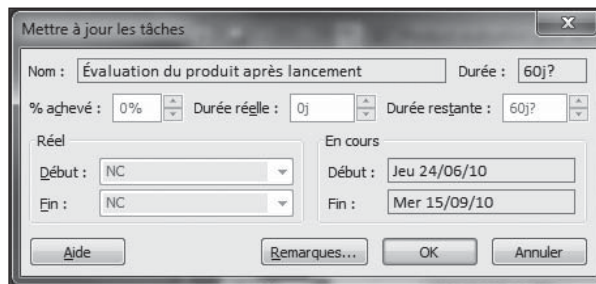 Mettre à jour les tâches
Nom : Évaluation du produit après lancement Durée : 60j?
% achevé : 0% Durée réelle : 0j Durée restante : 60j?
Réel En cours
Début : NC Début : Jeu 24/06/10
Fin : NC Fin : Mer 15/09/10
Aide Remarques... OK Annuler